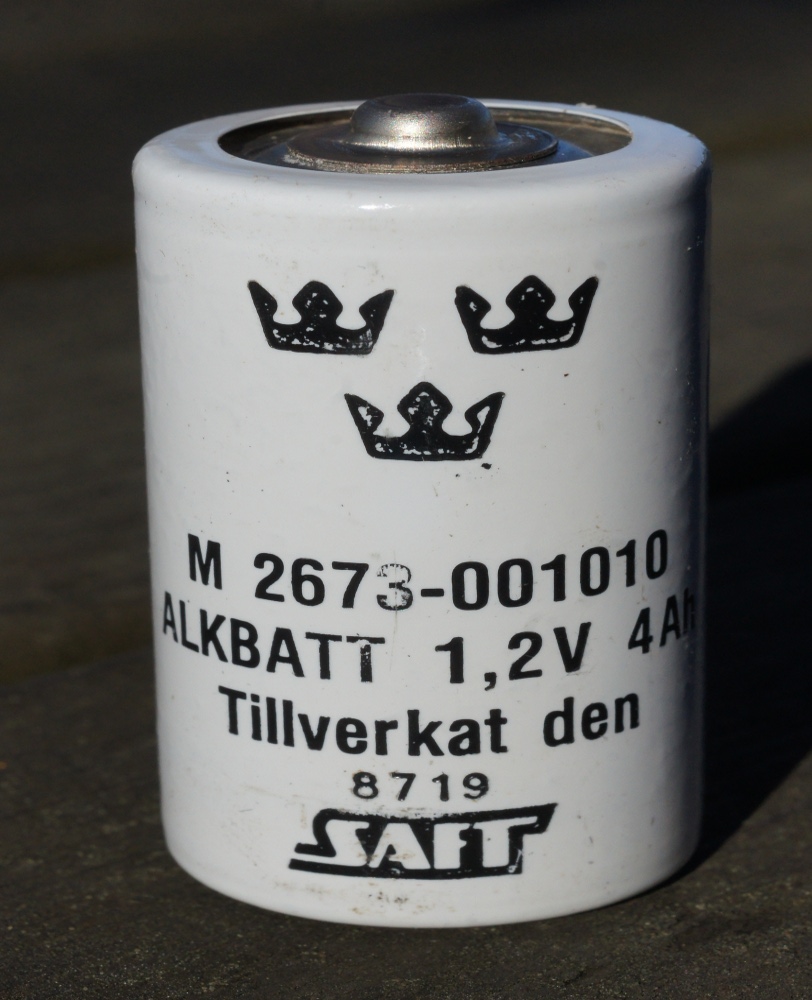 M 2673-001010
ALKBATT 1,2V 4Ah
Tillverkat den
8719
SAFT